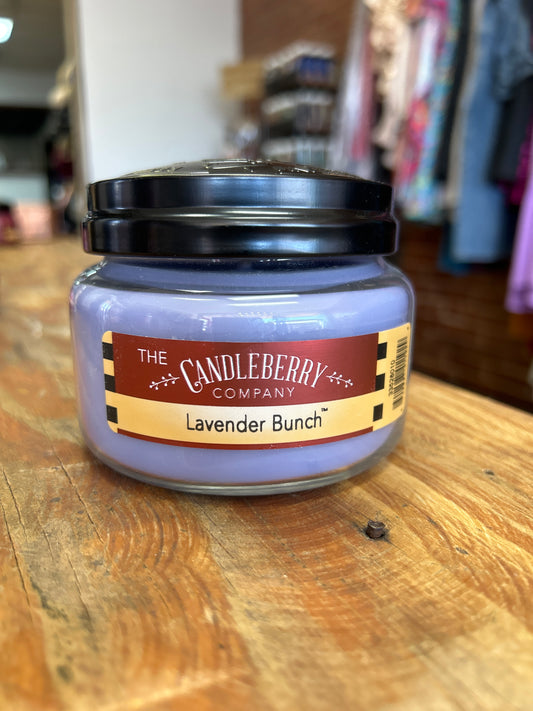 THE
CANDLEBERRY
COMPANY
Lavender Bunch™